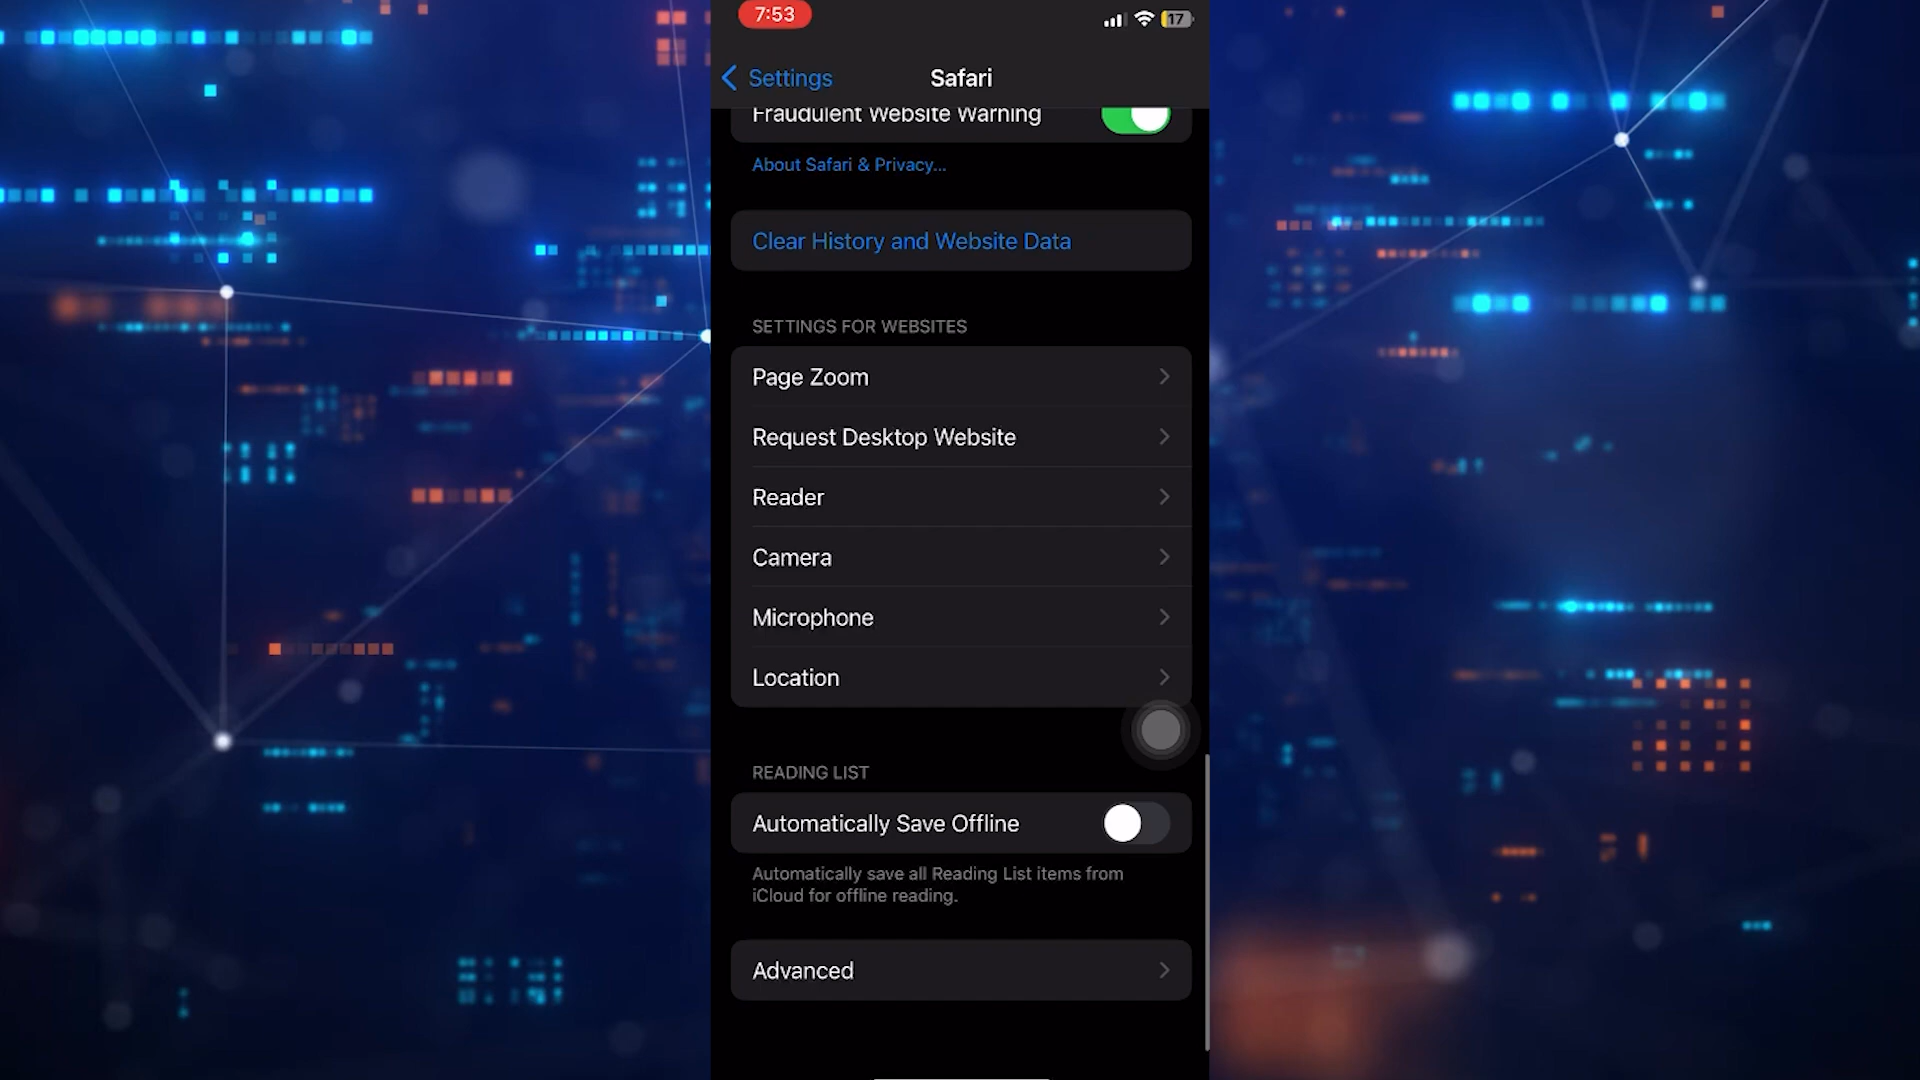 7:53
17
Settings
Safari
Fraudulent Website Warning
About Safari & Privacy...
Clear History and Website Data
SETTINGS FOR WEBSITES
Page Zoom
Request Desktop Website
Reader
Camera
Microphone
Location
READING LIST
Automatically Save Offline
Automatically save all Reading List items from
iCloud for offline reading.
Advanced